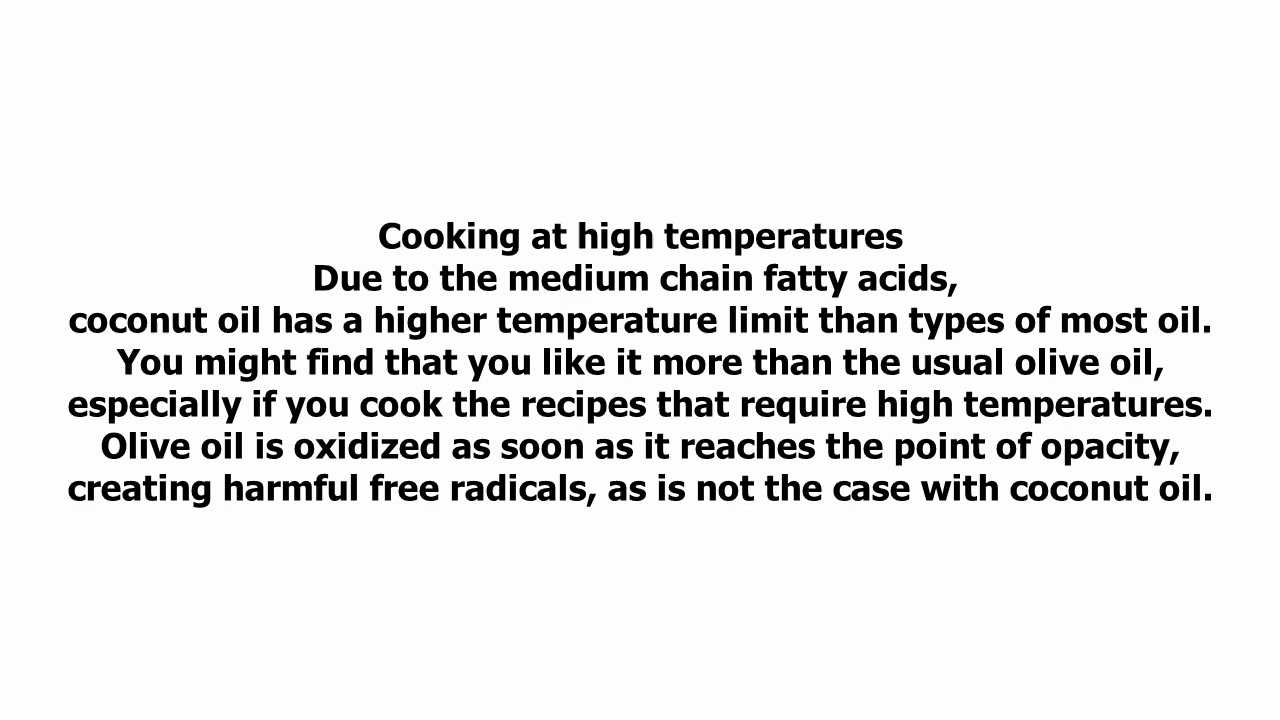 Cooking at high temperatures
Due to the medium chain fatty acids,
coconut oil has a higher temperature limit than types of most oil.
You might find that you like it more than the usual olive oil,
especially if you cook the recipes that require high temperatures.
Olive oil is oxidized as soon as it reaches the point of opacity,
creating harmful free radicals, as is not the case with coconut oil.